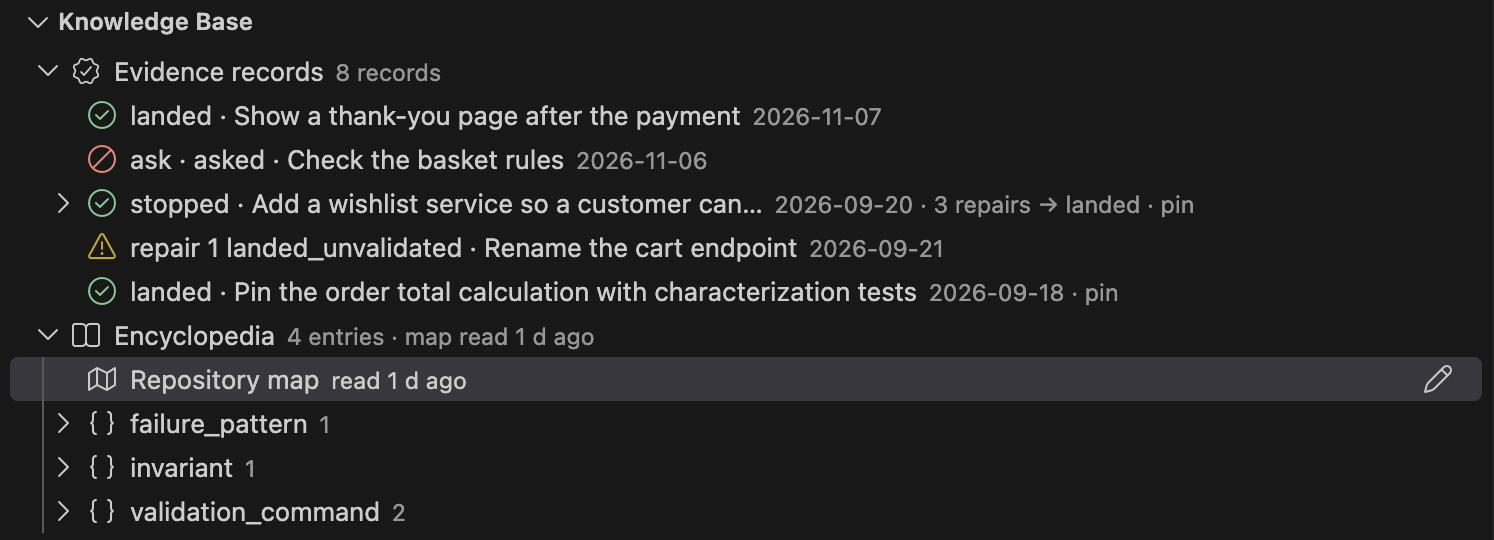 Knowledge Base
Evidence records 8 records
landed · Show a thank-you page after the payment 2026-11-07
ask · asked · Check the basket rules 2026-11-06
stopped · Add a wishlist service so a customer can... 2026-09-20 · 3 repairs → landed · pin
repair 1 landed_unvalidated · Rename the cart endpoint 2026-09-21
landed · Pin the order total calculation with characterization tests 2026-09-18 · pin
Encyclopedia 4 entries · map read 1 d ago
Repository map read 1 d ago
{ } failure_pattern 1
{ } invariant 1
{ } validation_command 2